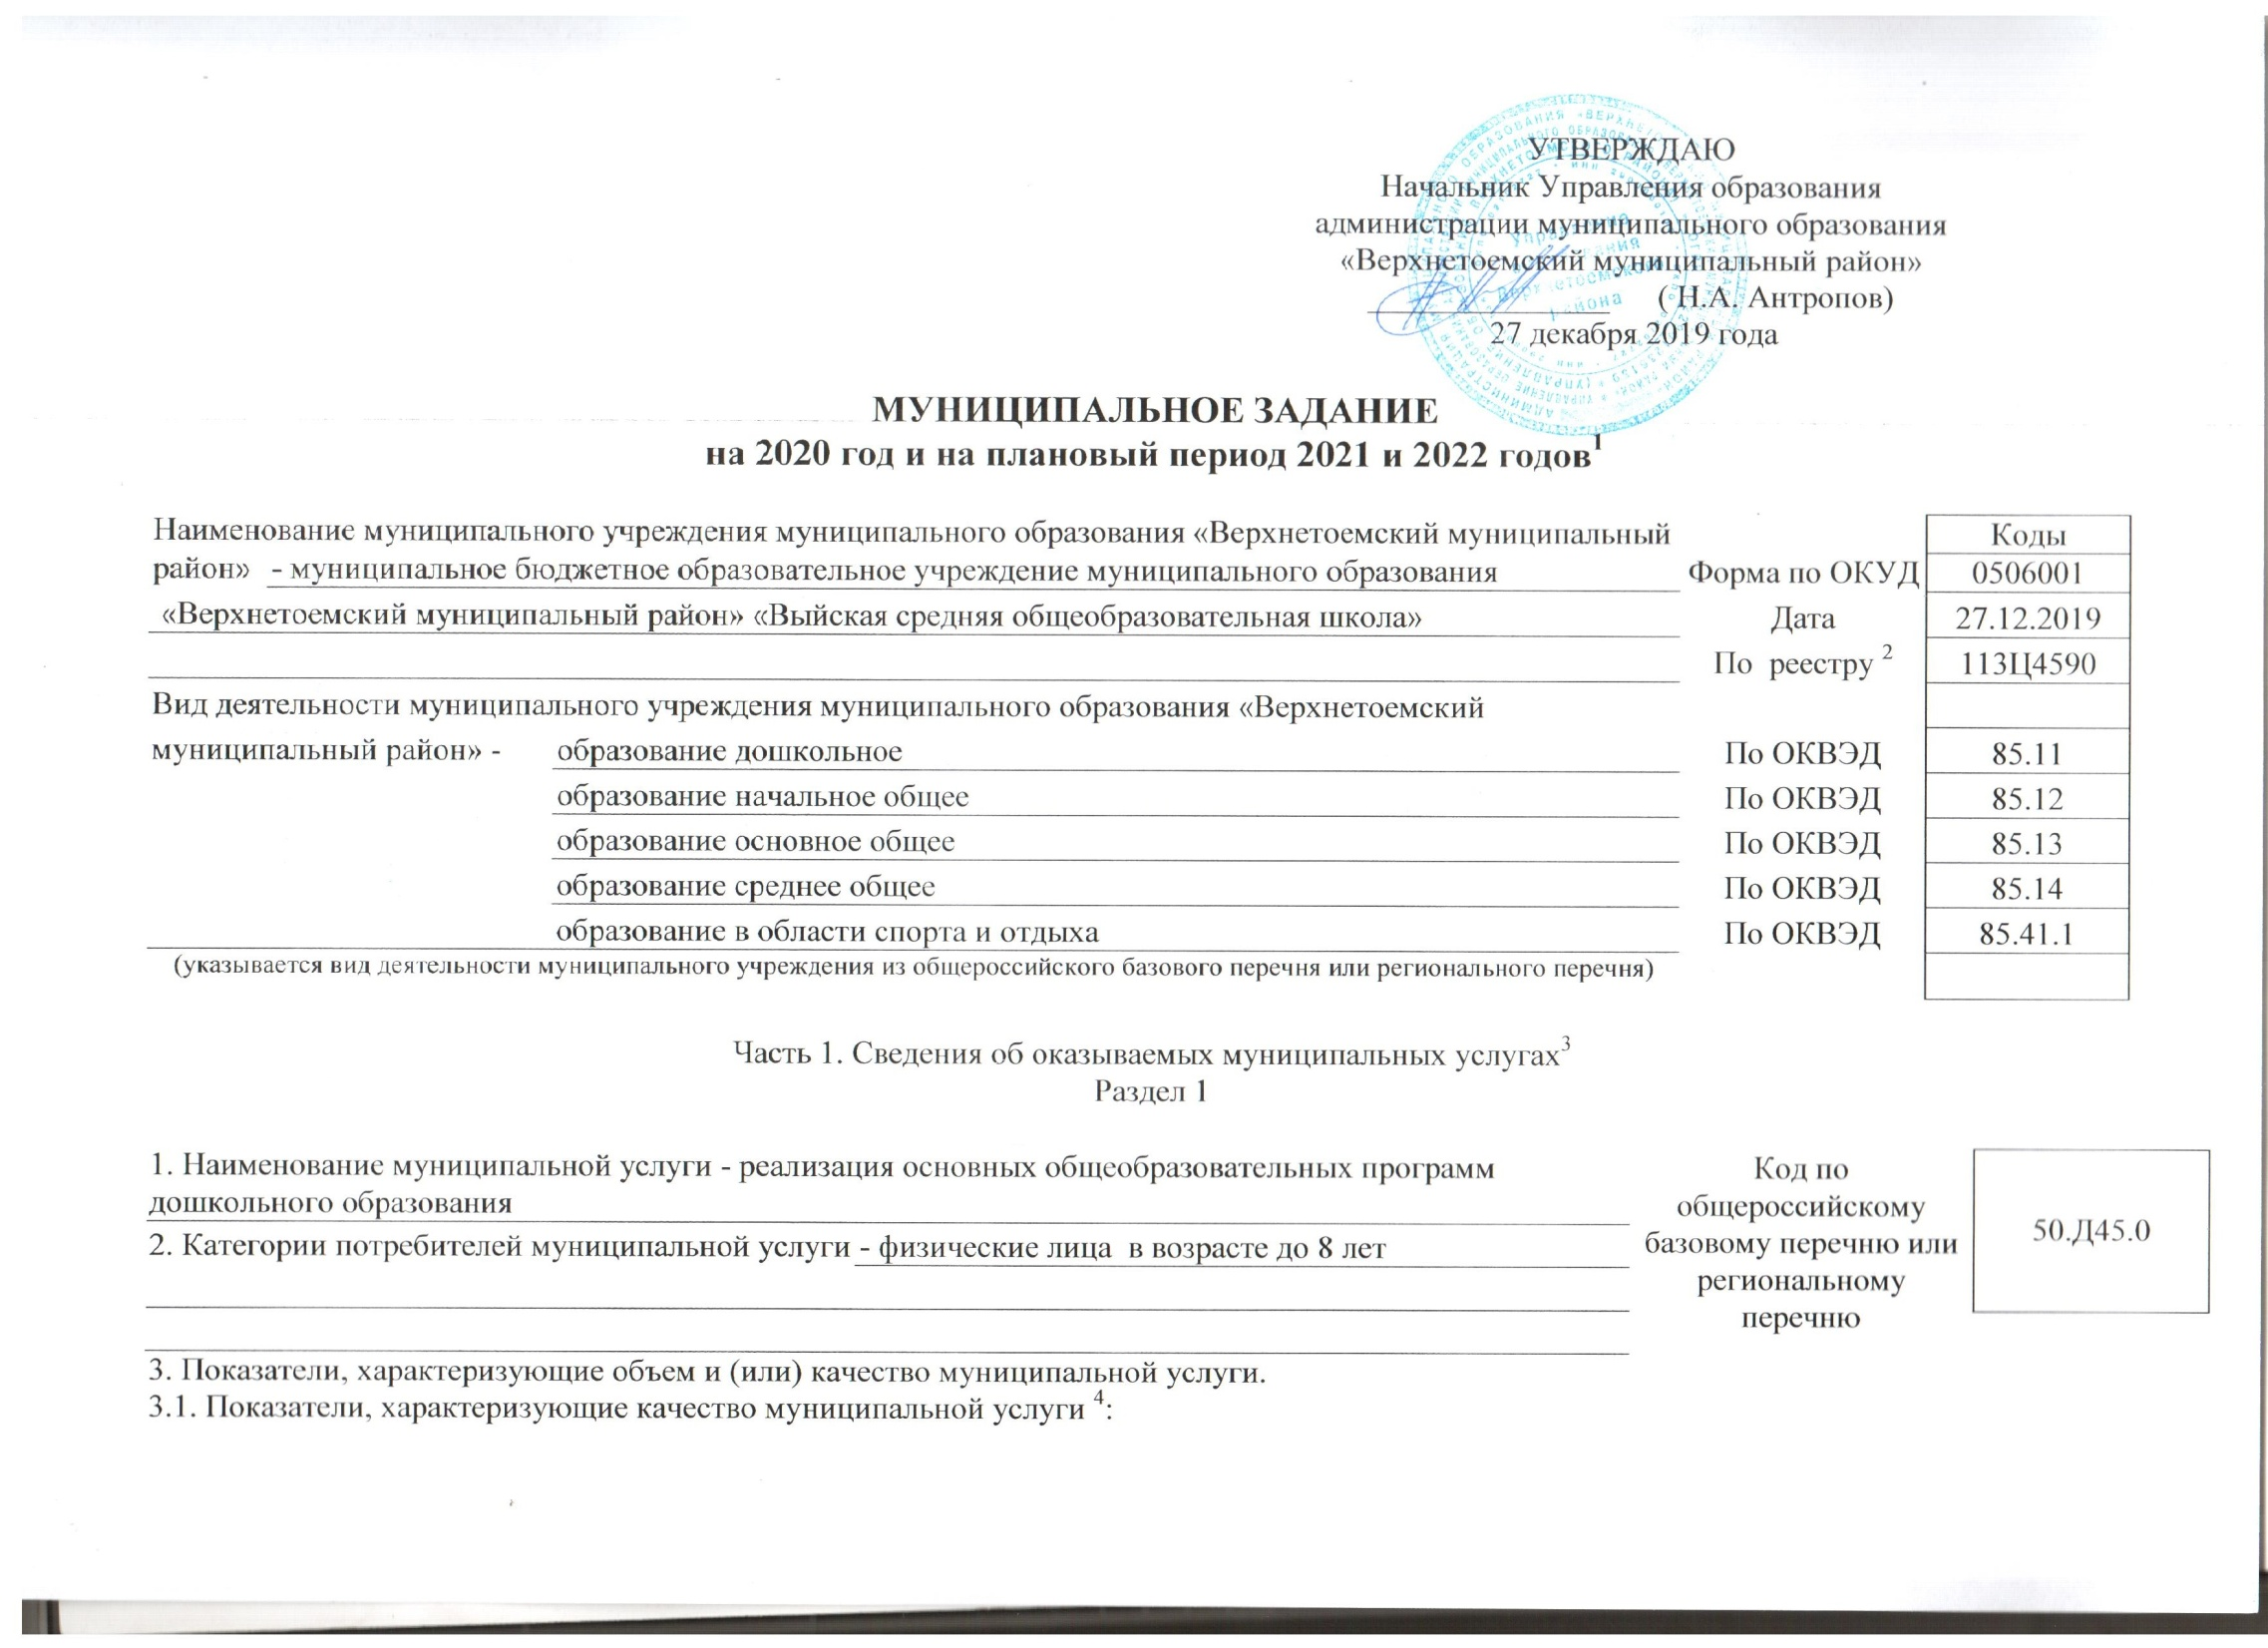 УТВЕРЖДАЮ
Начальник Управления образования
администрации муниципального образования
«Верхнетоемский муниципальный район»
( Н.А. Антропов)
27 декабря 2019 года
МУНИЦИПАЛЬНОЕ ЗАДАНИЕ
на 2020 год и на плановый период 2021 и 2022 годов1
Наименование муниципального учреждения муниципального образования «Верхнетоемский муниципальный Коды
район» - муниципальное бюджетное образовательное учреждение муниципального образования Форма по ОКУД 0506001
«Верхнетоемский муниципальный район» «Выйская средняя общеобразовательная школа» Дата 27.12.2019
По реестру 2 113Ц4590
Вид деятельности муниципального учреждения муниципального образования «Верхнетоемский
муниципальный район» - образование дошкольное По ОКВЭД 85.11
образование начальное общее По ОКВЭД 85.12
образование основное общее По ОКВЭД 85.13
образование среднее общее По ОКВЭД 85.14
образование в области спорта и отдыха По ОКВЭД 85.41.1
(указывается вид деятельности муниципального учреждения из общероссийского базового перечня или регионального перечня)
Часть 1. Сведения об оказываемых муниципальных услугах3
Раздел 1
1. Наименование муниципальной услуги - реализация основных общеобразовательных программ
дошкольного образования
2. Категории потребителей муниципальной услуги - физические лица в возрасте до 8 лет
Код по
общероссийскому
базовому перечню или
региональному
перечню
50.Д45.0
3. Показатели, характеризующие объем и (или) качество муниципальной услуги.
3.1. Показатели, характеризующие качество муниципальной услуги 4: